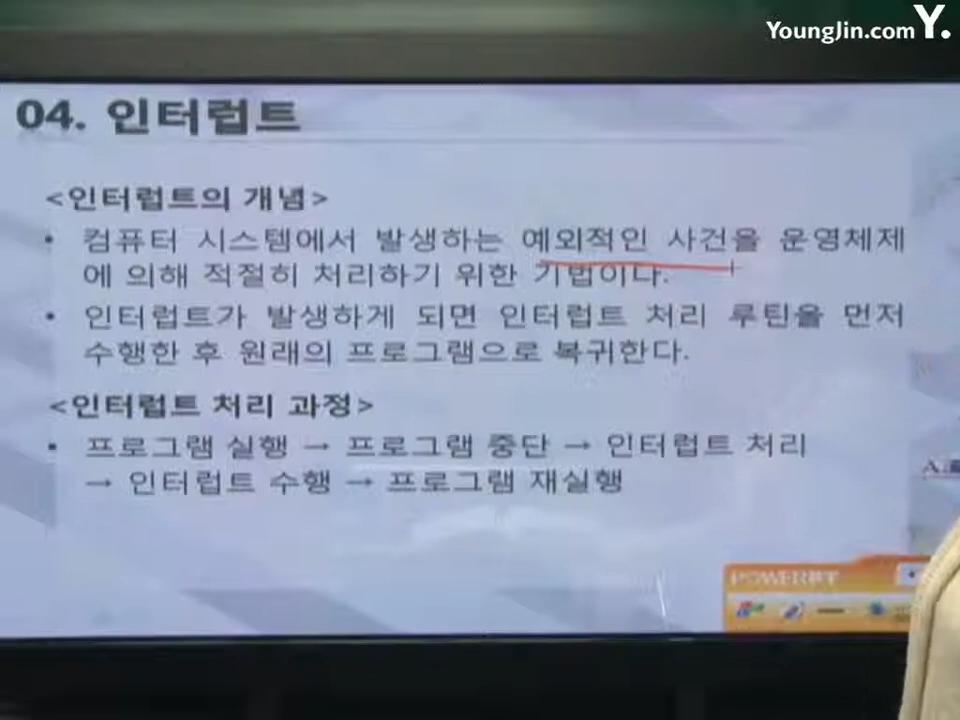 YoungJin.com Y.
04. 인터럽트
<인터럽트의 개념>
• 컴퓨터 시스템에서 발생하는 예외적인 사건을 운영체제
에 의해 적절히 처리하기 위한 기법이다.
• 인터럽트가 발생하게 되면 인터럽트 처리 루틴을 먼저
수행한 후 원래의 프로그램으로 복귀한다.
<인터럽트 처리 과정>
• 프로그램 실행 → 프로그램 중단 → 인터럽트 처리
→ 인터럽트 수행 → 프로그램 재실행
POWERPT